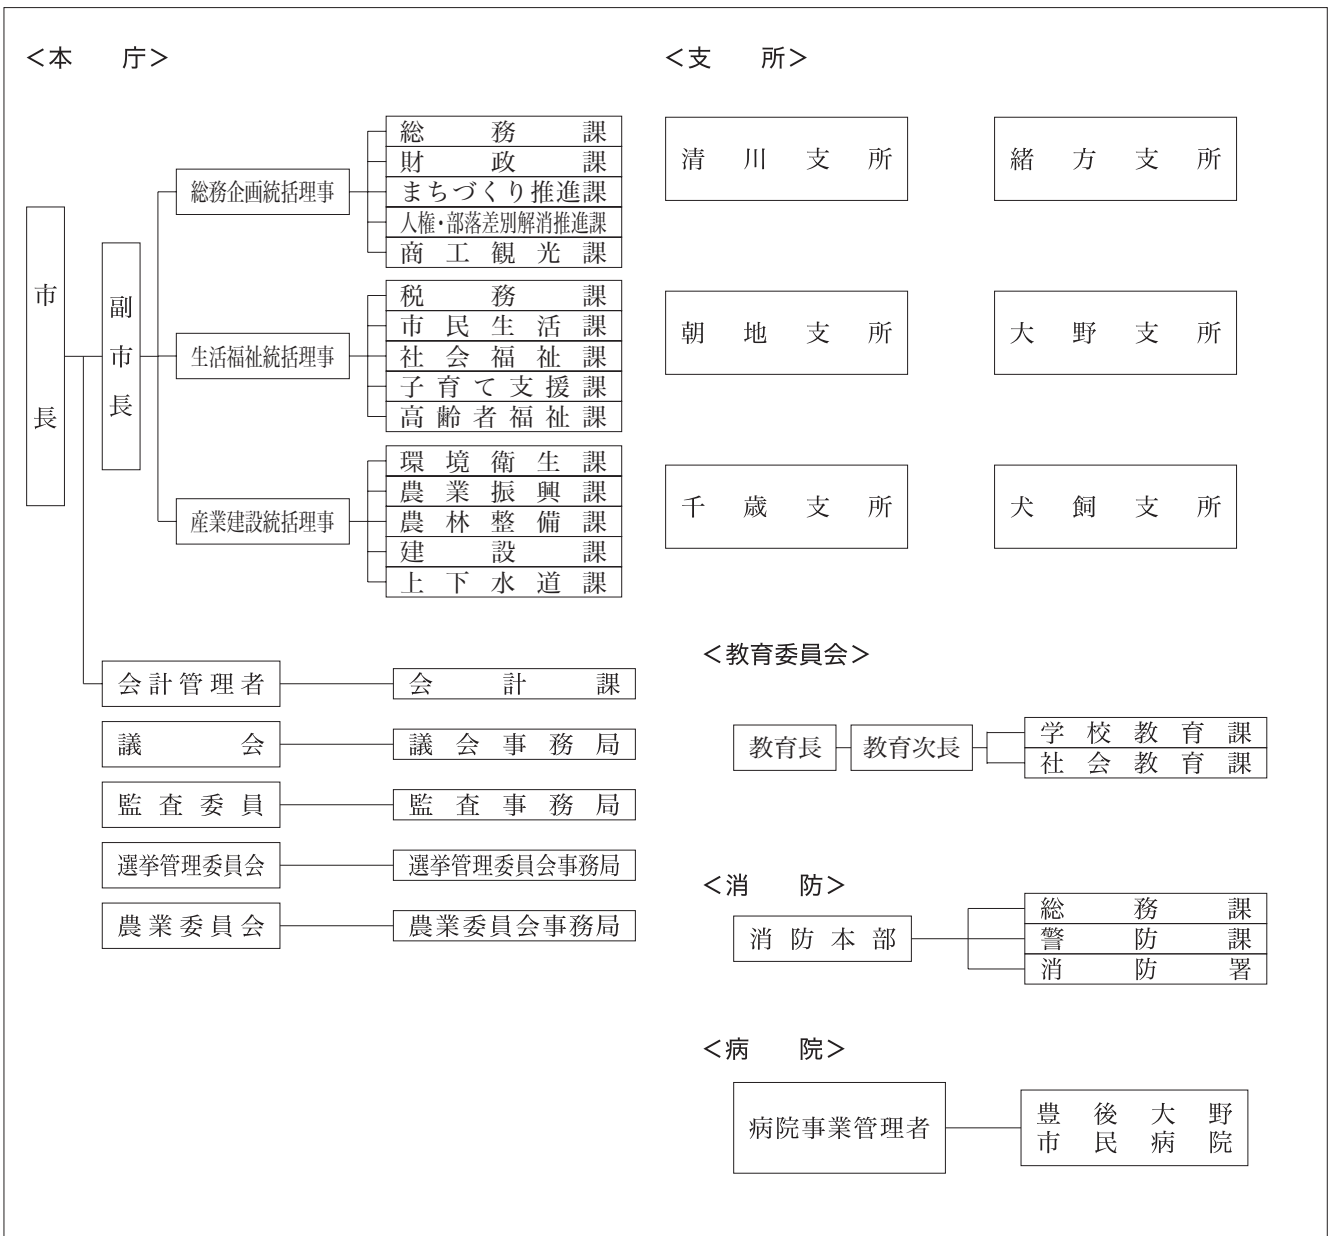 ＜本　庁＞
市長
副市長
総務企画統括理事
総務課
財政課
まちづくり推進課
人権・部落差別解消推進課
商工観光課
生活福祉統括理事
税務課
市民生活課
社会福祉課
子育て支援課
高齢者福祉課
産業建設統括理事
環境衛生課
農業振興課
農林整備課
建設課
上下水道課
会計管理者
会計課
議会
議会事務局
監査委員
監査事務局
選挙管理委員会
選挙管理委員会事務局
農業委員会
農業委員会事務局
＜支　所＞
清川支所
緒方支所
朝地支所
大野支所
千歳支所
犬飼支所
＜教育委員会＞
教育長
教育次長
学校教育課
社会教育課
＜消　防＞
消防本部
総務課
警防課
消防署
＜病　院＞
病院事業管理者
豊後大野
市民病院